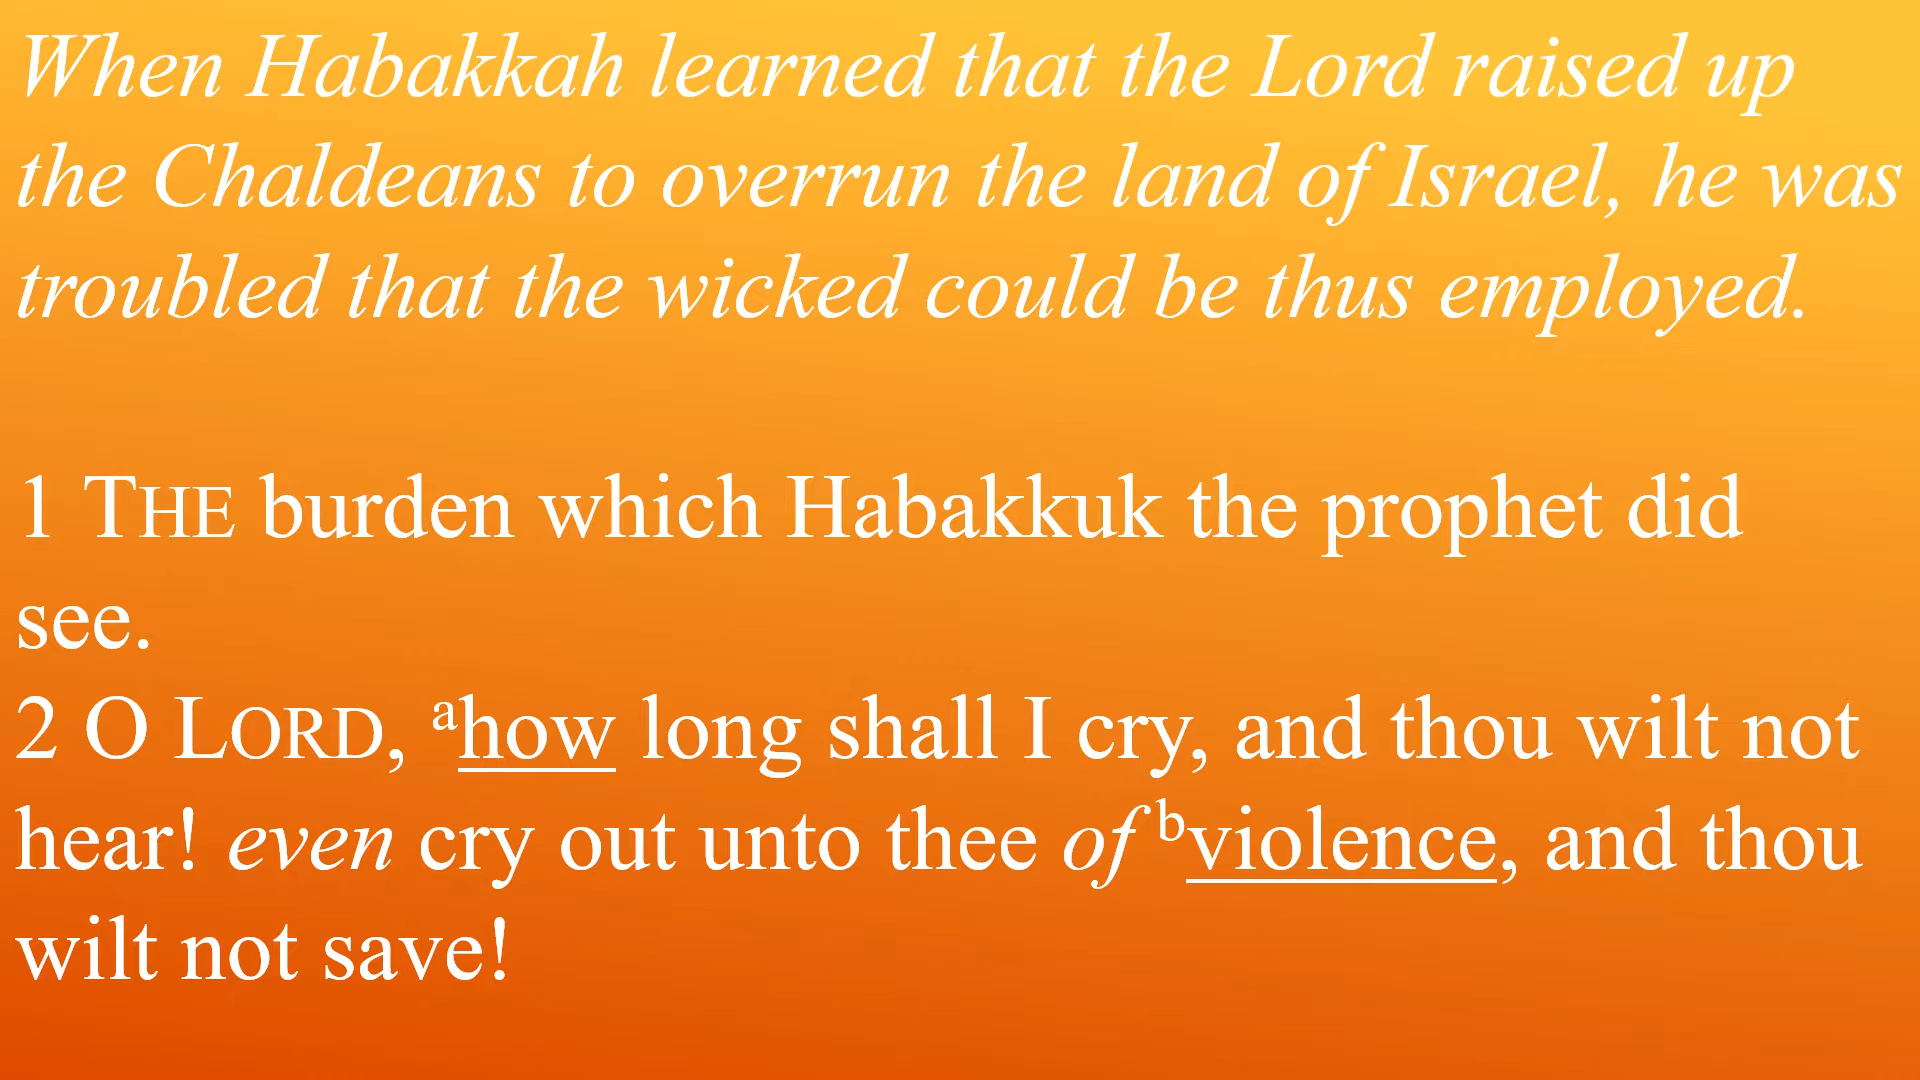 When Habakkah learned that the Lord raised up
the Chaldeans to overrun the land of Israel, he was
troubled that the wicked could be thus employed.
1 THE burden which Habakkuk the prophet did
see.
2 O LORD, ahow long shall I cry, and thou wilt not
hear! even cry out unto thee of bviolence, and thou
wilt not save!